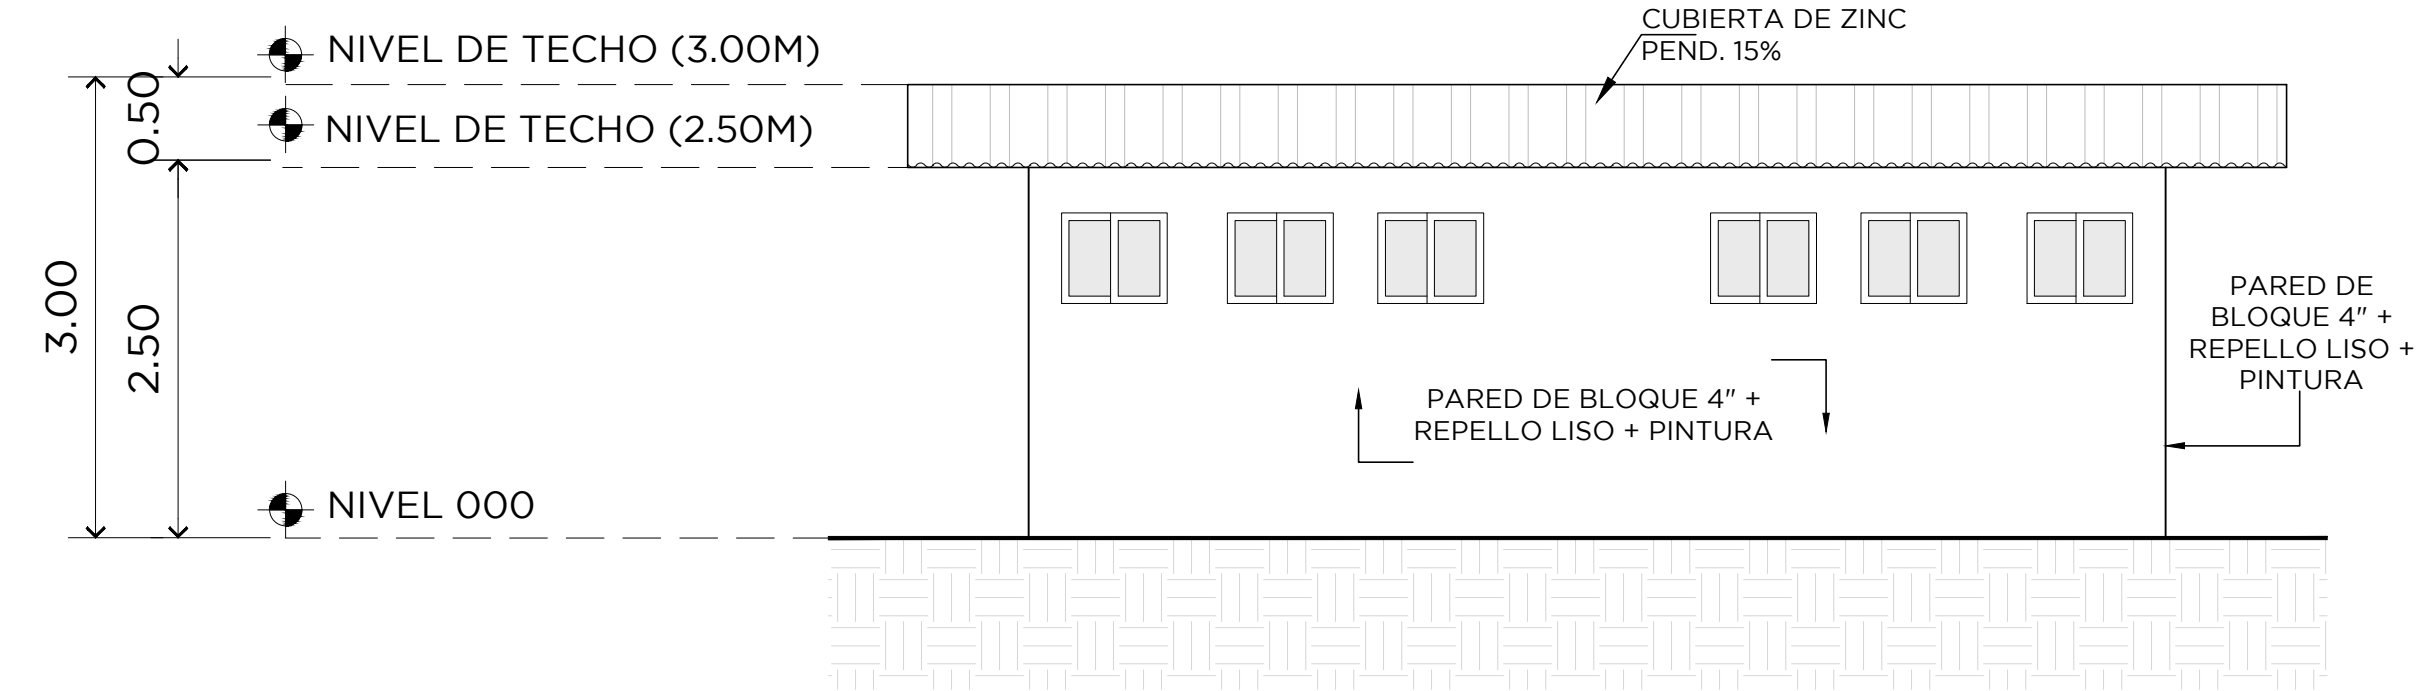 CUBIERTA DE ZINC
PEND. 15%
NIVEL DE TECHO (3.00M)
0.50
NIVEL DE TECHO (2.50M)
3.00
2.50
PARED DE
BLOQUE 4" +
REPELLO LISO +
PINTURA
PARED DE BLOQUE 4" +
REPELLO LISO + PINTURA
NIVEL 000